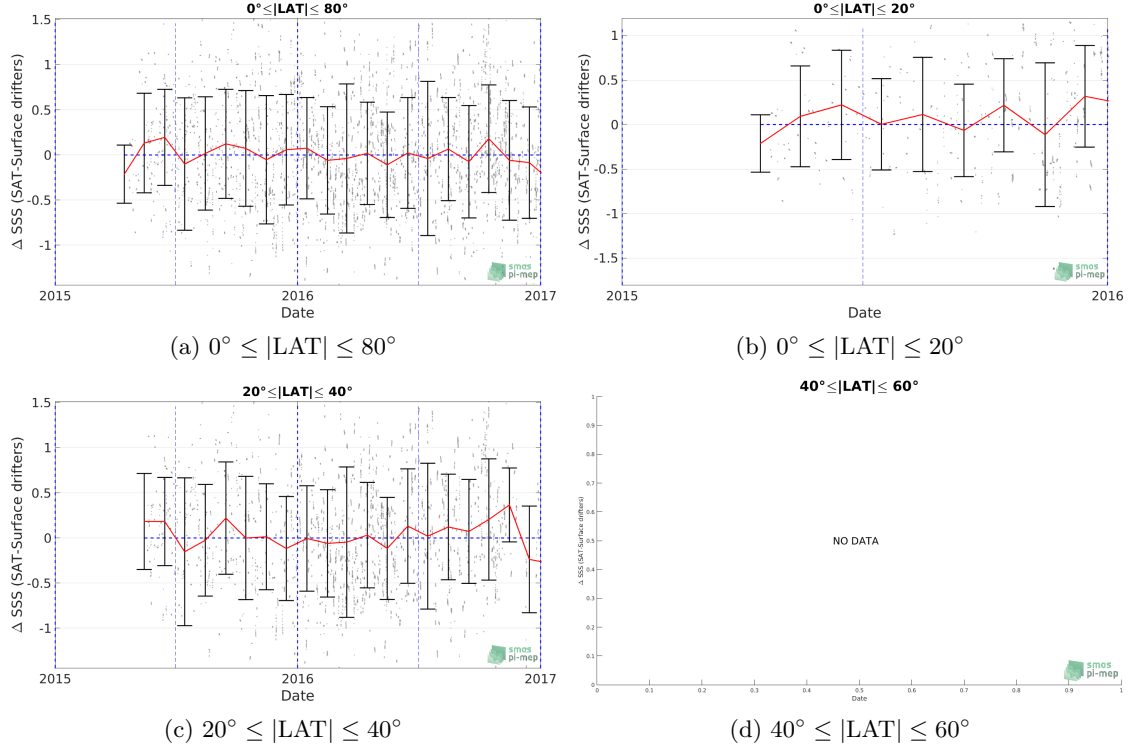 0°≤|LAT|≤ 80°
Δ SSS (SAT-Surface drifters)
1.5
1
0.5
0
-0.5
-1
2015
2016
2017
Date
smos
pi-mep
(a) 0° ≤ |LAT| ≤ 80°
0°≤|LAT|≤ 20°
Δ SSS (SAT-Surface drifters)
1
0.5
0
-0.5
-1
-1.5
2015
2016
Date
smos
pi-mep
(b) 0° ≤ |LAT| ≤ 20°
20°≤|LAT|≤ 40°
Δ SSS (SAT-Surface drifters)
1.5
1
0.5
0
-0.5
-1
2015
2016
2017
Date
smos
pi-mep
(c) 20° ≤ |LAT| ≤ 40°
40°≤|LAT|≤ 60°
Δ SSS (SAT-Surface drifters)
1
0.9
0.8
0.7
0.6
0.5
0.4
0.3
0.2
0.1
0
NO DATA
0 0.1 0.2 0.3 0.4 0.5 0.6 0.7 0.8 0.9 1
Date
smos
pi-mep
(d) 40° ≤ |LAT| ≤ 60°